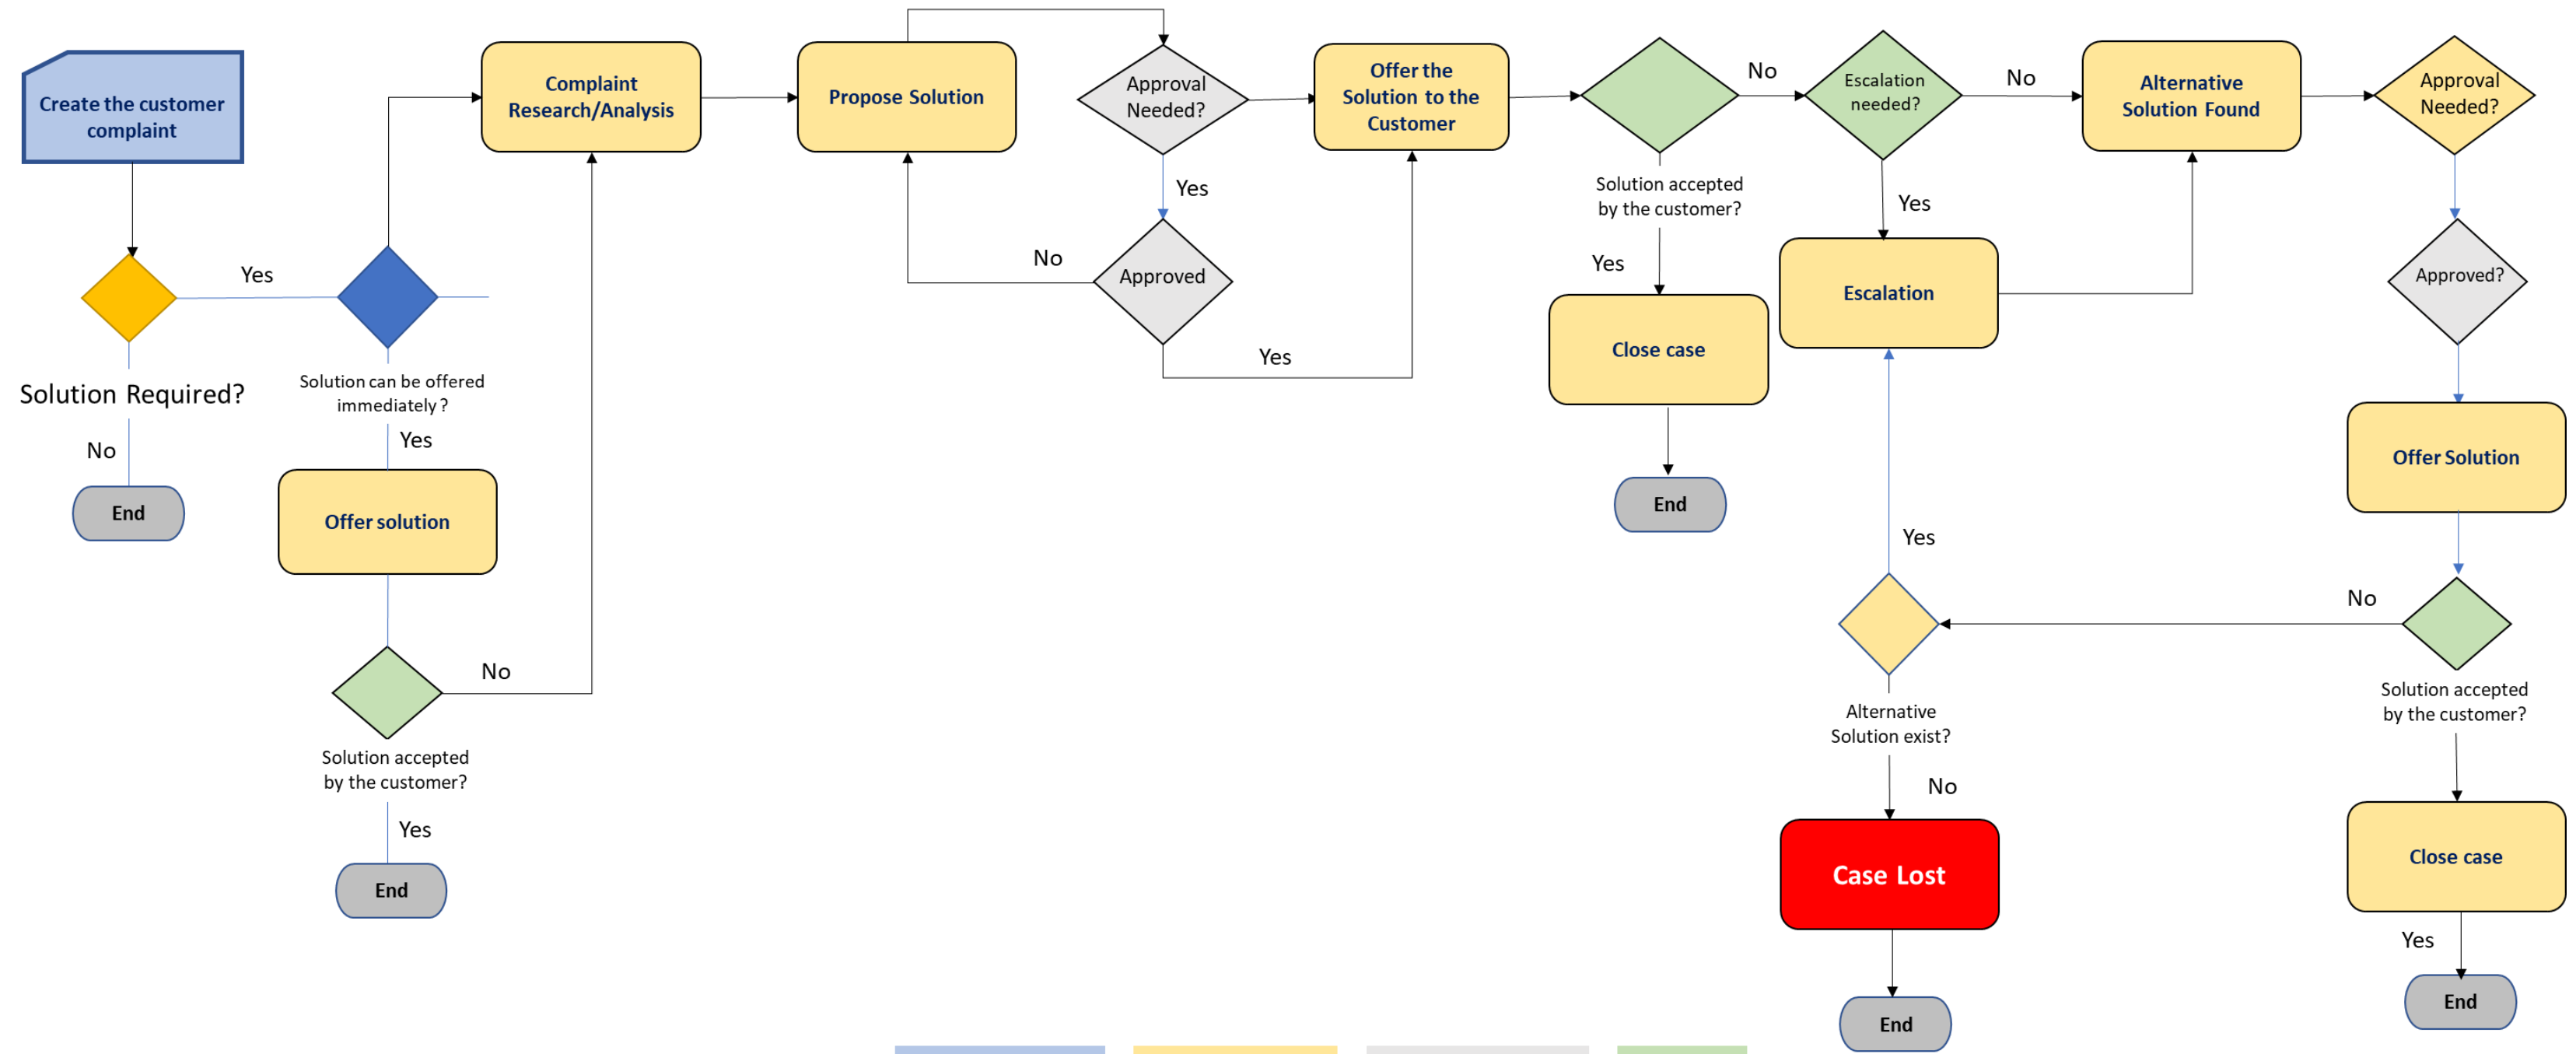 Create the customer
complaint
Yes
Solution Required?
No
End
Solution can be offered
immediately?
Yes
Offer solution
No
Solution accepted
by the customer?
Yes
End
Complaint
Research/Analysis
Propose Solution
Approval
Needed?
Yes
Approved
No
Yes
Offer the
Solution to the
Customer
Solution accepted
by the customer?
Yes
Close case
End
No
Escalation
needed?
Yes
Escalation
No
Alternative
Solution Found
Approval
Needed?
Approved?
Offer Solution
No
Solution accepted
by the customer?
Close case
Yes
End
Yes
Alternative
Solution exist?
No
Case Lost
End